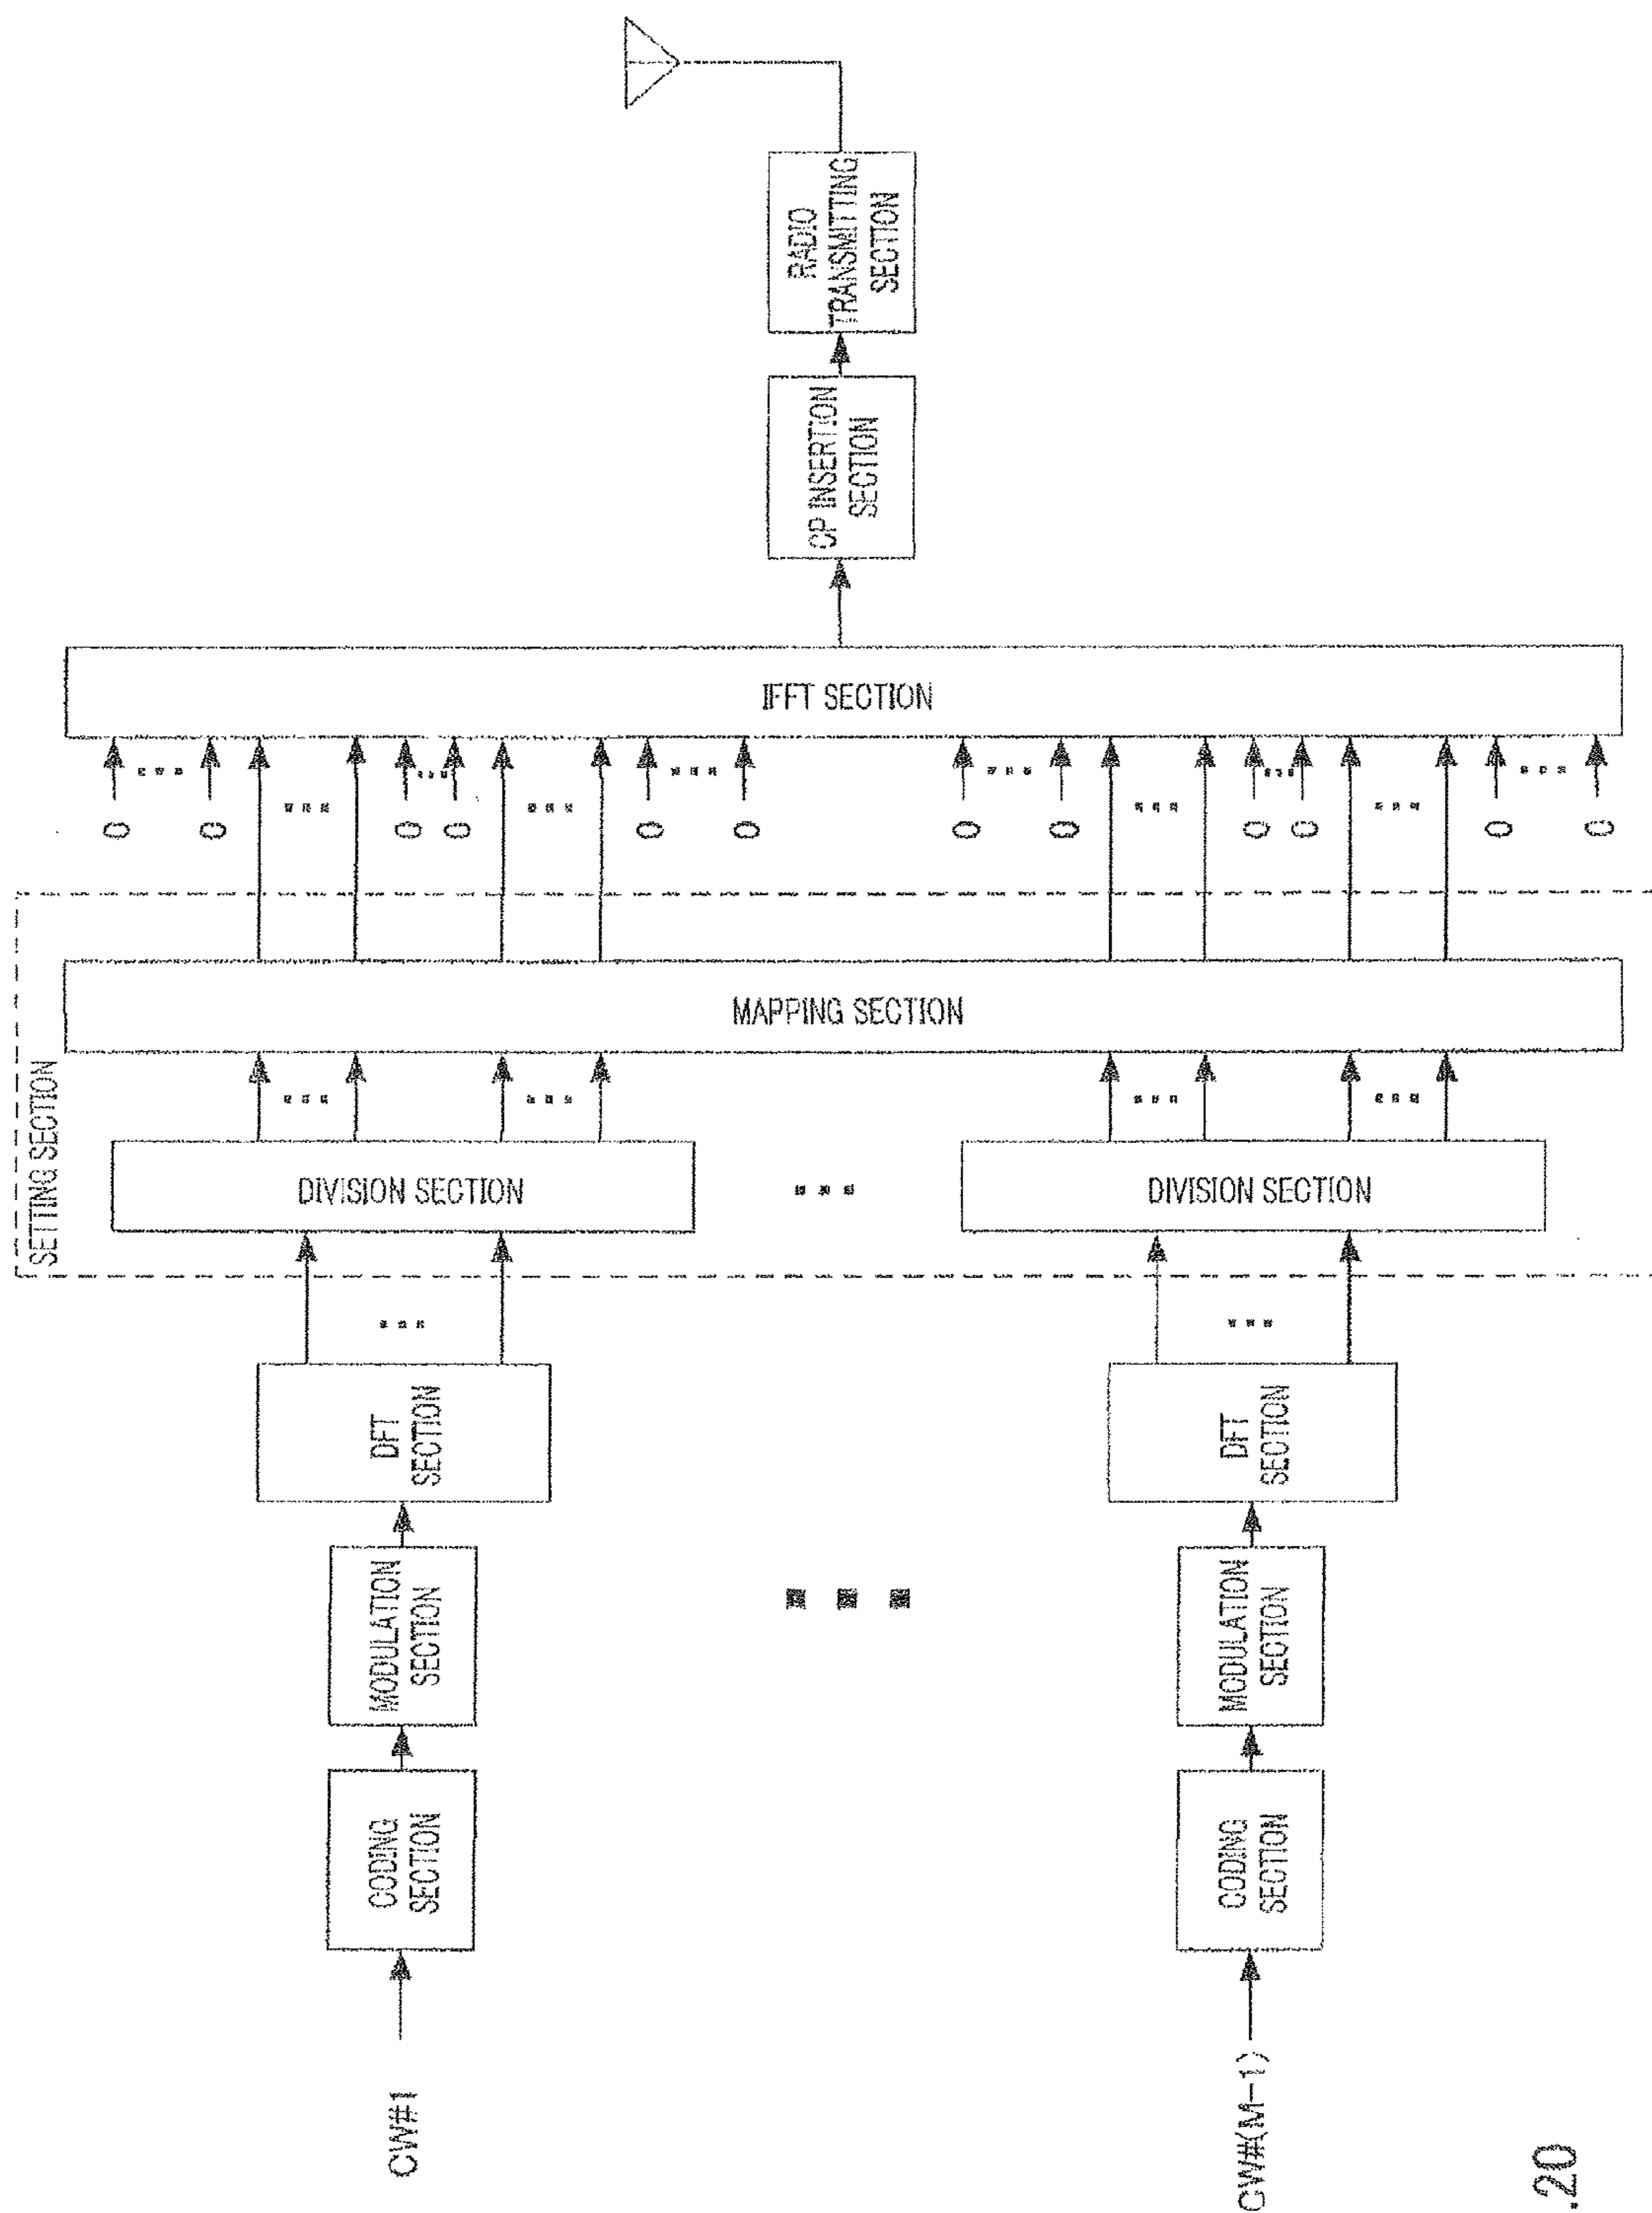 CW#1
CODING
SECTION
MODULATION
SECTION
DFT
SECTION
SETTING SECTION
DIVISION SECTION
CW#(M-1)
CODING
SECTION
MODULATION
SECTION
DFT
SECTION
DIVISION SECTION
MAPPING SECTION
0
0
0
0
0
0
0
0
0
0
0
0
IFFT SECTION
CP INSERTION
SECTION
RADIO
TRANSMITTING
SECTION
.20